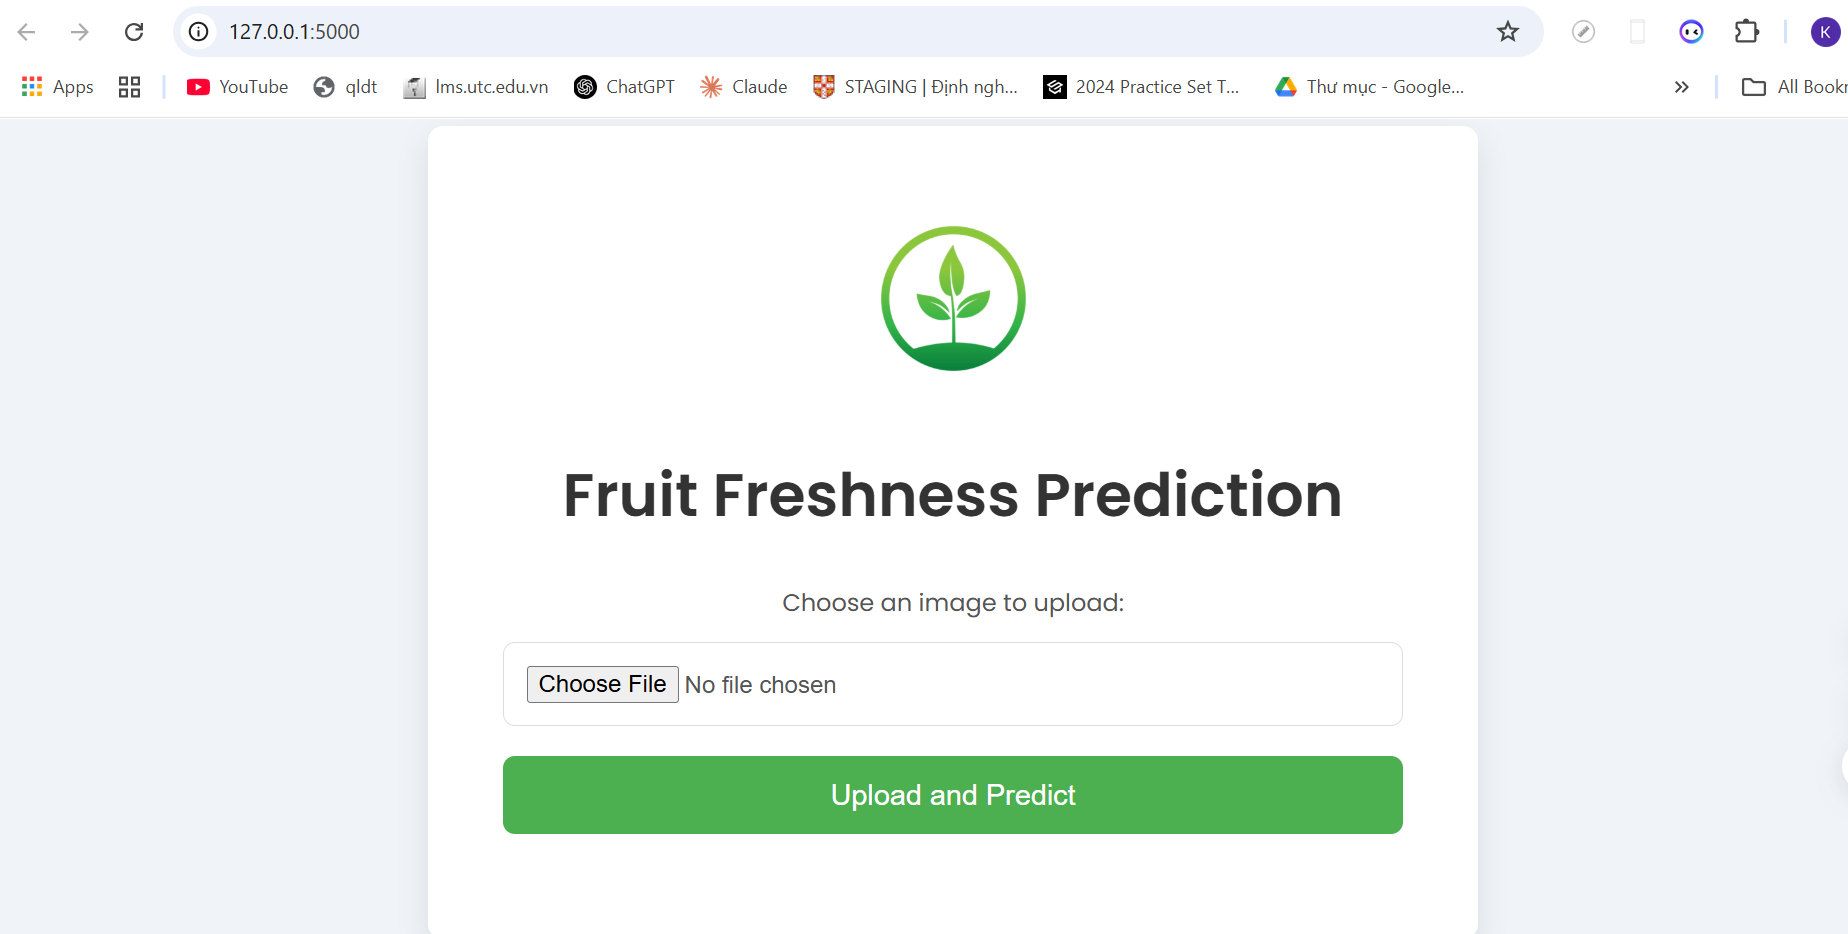 127.0.0.1:5000
K
Apps YouTube qldt lms.utc.edu.vn ChatGPT Claude STAGING | Định ngh... 2024 Practice Set T... Thư mục - Google... All Bookr
Fruit Freshness Prediction
Choose an image to upload:
Choose File No file chosen
Upload and Predict